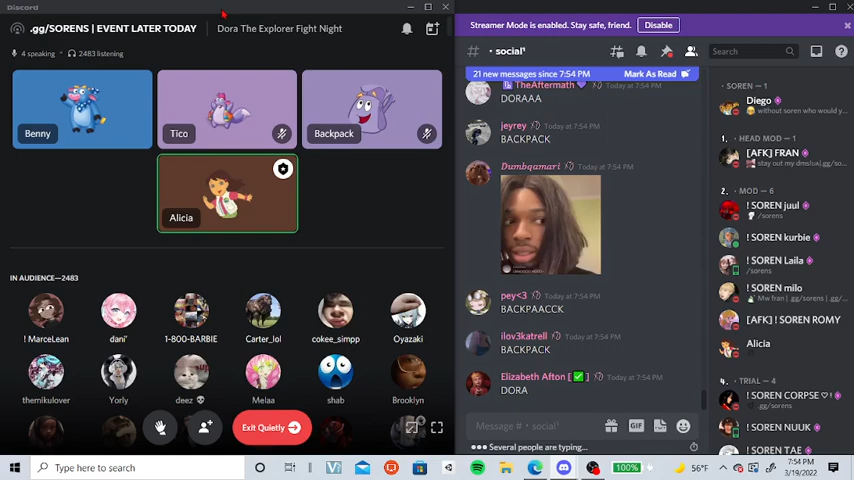 Discord
.gg/SORENS | EVENT LATER TODAY
Dora The Explorer Fight Night
4 speaking • 2483 listening
Benny
Tico
Backpack
Alicia
IN AUDIENCE—2483
! MarceLean
dani'
1-800-BARBIE
Carter_lol
cokee_simpp
Oyazaki
themikulover
Yorly
deez
Melaa
shab
Brooklyn
Exit Quietly
Streamer Mode is enabled. Stay safe, friend.
Disable
# • social¹
Search
21 new messages since 7:54 PM
Mark As Read
TheAftermath
Today at 7:54 PM
DORAAA
jeyrey
Today at 7:54 PM
BACKPACK
Dumbqamari
Today at 7:54 PM
pey<3
Today at 7:54 PM
BACKPAACCK
ilov3katrell
Today at 7:54 PM
BACKPACK
Elizabeth Afton [✅]
Today at 7:54 PM
DORA
Message # • social¹
GIF
Several people are typing...
- SOREN — 1
Diego
without sores who would y...
1. HEAD MOD — 1
[AFK] FRAN
stay out my dms
2. MOD — 6
! SOREN juul
/sorens
! SOREN kurbie
! SOREN Laila
/sorens
! SOREN milo
Mw fran | .gg/sorens | .gg/...
[AFK] ! SOREN ROMY
Alicia
4. TRIAL — 4
! SOREN CORPSE ♡ !
gg/sorens
! SOREN NUUK
! SOREN TAE
Type here to search
100%
56°F
7:54 PM
3/19/2022